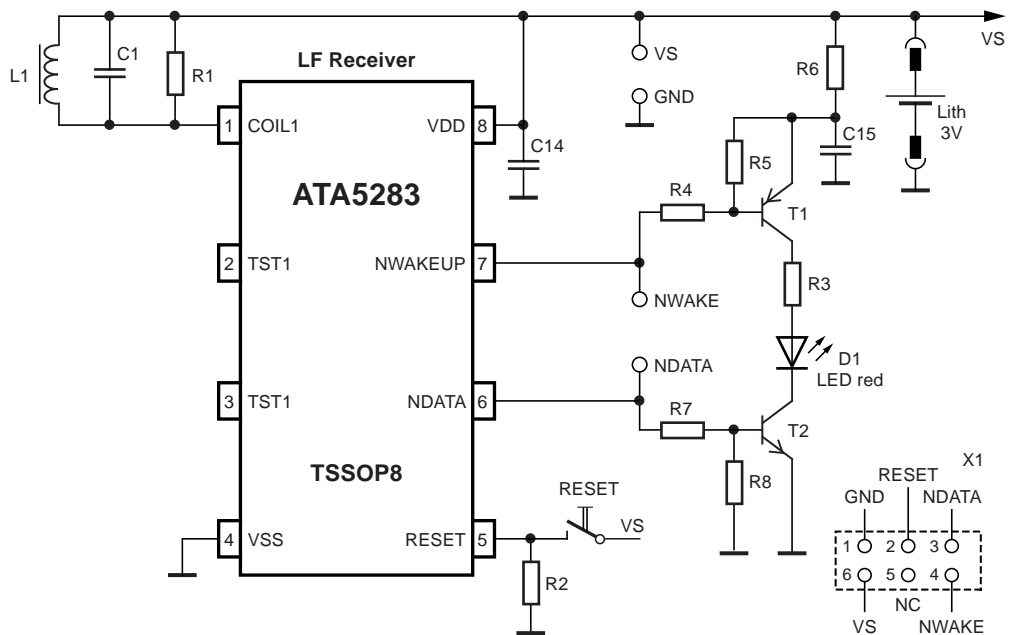 VS
L1
C1
R1
LF Receiver
VS
GND
R6
Lith
3V
1 COIL1
VDD 8
C14
R5
C15
ATA5283
R4
T1
2 TST1
NWAKEUP 7
NWAKE
R3
NDATA
D1
LED red
3 TST1
NDATA 6
R7
T2
TSSOP8
R8
RESET
VS
4 VSS
RESET 5
R2
X1
RESET
GND
NDATA
1 2 3
6 5 4
NC
VS
NWAKE